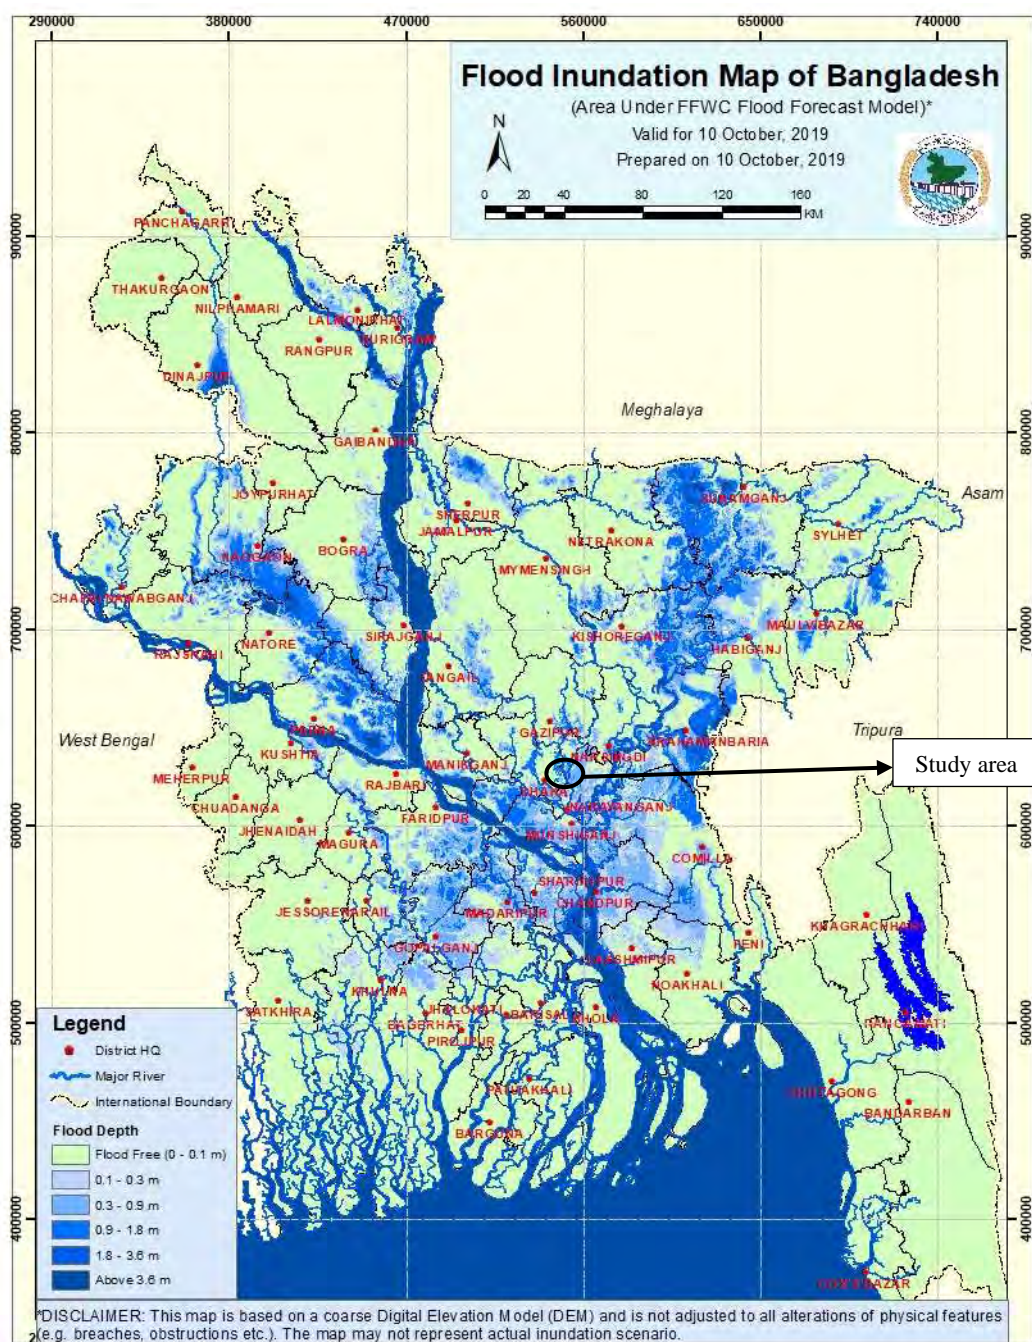 290000 380000 470000 560000 650000 740000
Flood Inundation Map of Bangladesh
(Area Under FFWC Flood Forecast Model)*
Valid for 10 October, 2019
Prepared on 10 October, 2019
N
0 20 40 80 120 160
KM
900000 900000
PANCHAGARH
THAKURGAON
NILPHAMARI
LALMONIRHAT
KURIGRAM
RANGPUR
DINAJPUR
Meghalaya
800000 800000
GAIBANDHA
JOYPURHAT
SHERPUR
SUNAMGANJ
Asam
JAMALPUR
SYLHET
NETRAKONA
BOGRA
NAOGAON
MYMENSINGH
CHAPAI NAWABGANJ
MAULVIBAZAR
700000 700000
SIRAJGANJ
KISHOREGANJ
NATORE
HABIGANJ
RAJSHAHI
TANGAIL
PABNA
GAZIPUR
West Bengal
BRAHAMANBARIA
Tripura
KUSHTIA
NARSINGDI
MANIKGANJ
Study area
MEHERPUR
RAJBARI
DHAKA
CHUADANGA
NARAYANGANJ
FARIDPUR
600000 600000
JHENAIDAH
MUNSHIGANJ
MAGURA
COMILLA
SHARIATPUR
CHANDPUR
JESSORE NARAIL
MADARIPUR
KHAGRACHHARI
GOPALGANJ
FENI
LAKSHMIPUR
NOAKHALI
KHULNA
SATKHIRA
JHALOKATI
BARISAL
BHOLA
RANGAMATI
500000 500000
BAGERHAT
PIROJPUR
PATUAKHALI
CHITTAGONG
BANDARBAN
BARGUNA
400000 400000
COX'S BAZAR
Legend
District HQ
Major River
International Boundary
Flood Depth
Flood Free (0 - 0.1 m)
0.1 - 0.3 m
0.3 - 0.9 m
0.9 - 1.8 m
1.8 - 3.6 m
Above 3.6 m
*DISCLAIMER: This map is based on a coarse Digital Elevation Model (DEM) and is not adjusted to all alterations of physical features
(e.g. breaches, obstructions etc.). The map may not represent actual inundation scenario.